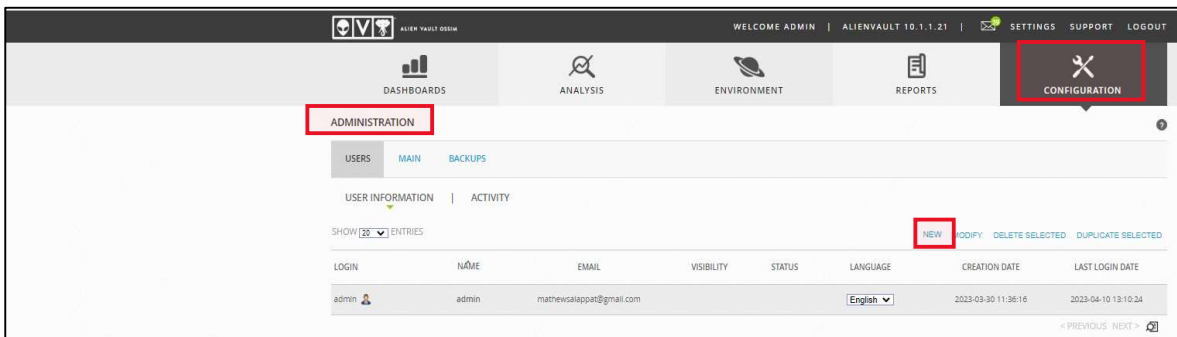 ALIEN VAULT OSSIM WELCOME ADMIN | ALIENVAULT 10.1.1.21 | SETTINGS SUPPORT LOGOUT
DASHBOARDS ANALYSIS ENVIRONMENT REPORTS CONFIGURATION
ADMINISTRATION
USERS MAIN BACKUPS
USER INFORMATION | ACTIVITY
SHOW 20 ENTRIES NEW MODIFY DELETE SELECTED DUPLICATE SELECTED
LOGIN NAME EMAIL VISIBILITY STATUS LANGUAGE CREATION DATE LAST LOGIN DATE
admin admin mathewsalappat@gmail.com English 2023-03-30 11:36:16 2023-04-10 13:10:24
< PREVIOUS NEXT >